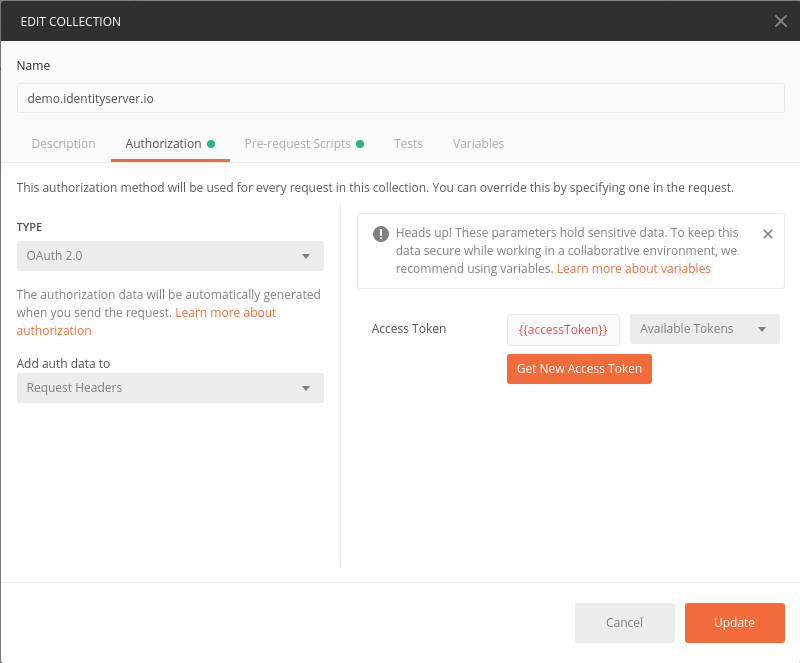 EDIT COLLECTION
Name
demo.identityserver.io
Description
Authorization
Pre-request Scripts
Tests
Variables
This authorization method will be used for every request in this collection. You can override this by specifying one in the request.
TYPE
OAuth 2.0
The authorization data will be automatically generated
when you send the request. Learn more about
authorization
Add auth data to
Request Headers
Heads up! These parameters hold sensitive data. To keep this
data secure while working in a collaborative environment, we
recommend using variables. Learn more about variables
Access Token
{{accessToken}}
Available Tokens
Get New Access Token
Cancel
Update